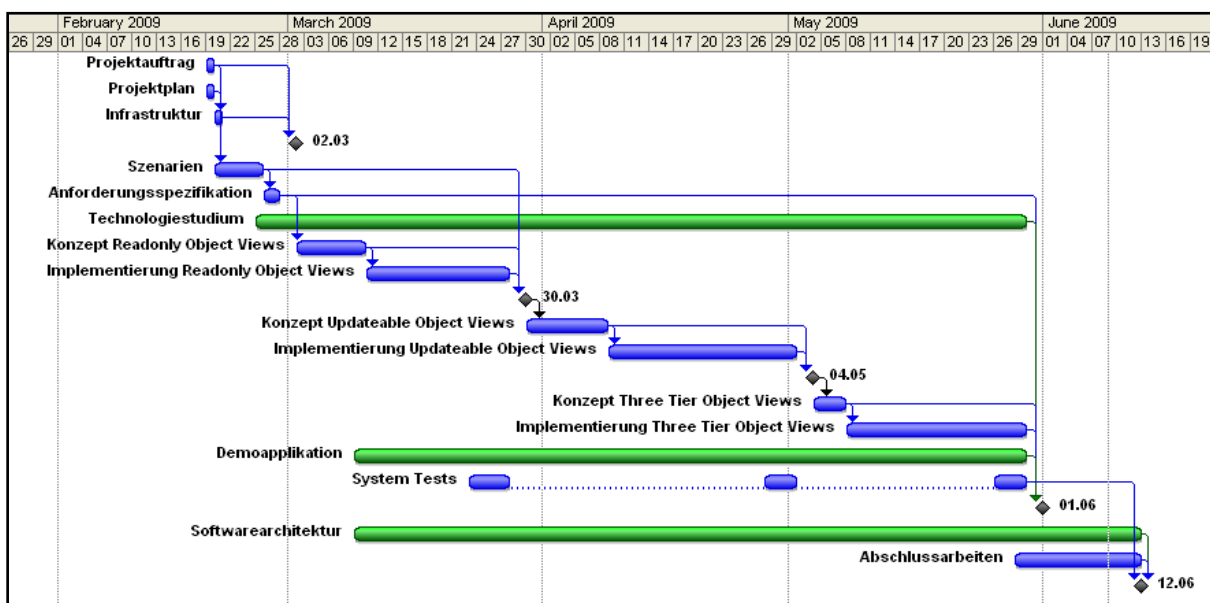 February 2009 March 2009 April 2009 May 2009 June 2009
26 29 01 04 07 10 13 16 19 22 25 28 03 06 09 12 15 18 21 24 27 30 02 05 08 11 14 17 20 23 26 29 02 05 08 11 14 17 20 23 26 29 01 04 07 10 13 16 19
Projektauftrag
Projektplan
Infrastruktur
02.03
Szenarien
Anforderungsspezifikation
Technologiestudium
Konzept Readonly Object Views
Implementierung Readonly Object Views
30.03
Konzept Updateable Object Views
Implementierung Updateable Object Views
04.05
Konzept Three Tier Object Views
Implementierung Three Tier Object Views
Demoapplikation
System Tests
01.06
Softwarearchitektur
Abschlussarbeiten
12.06